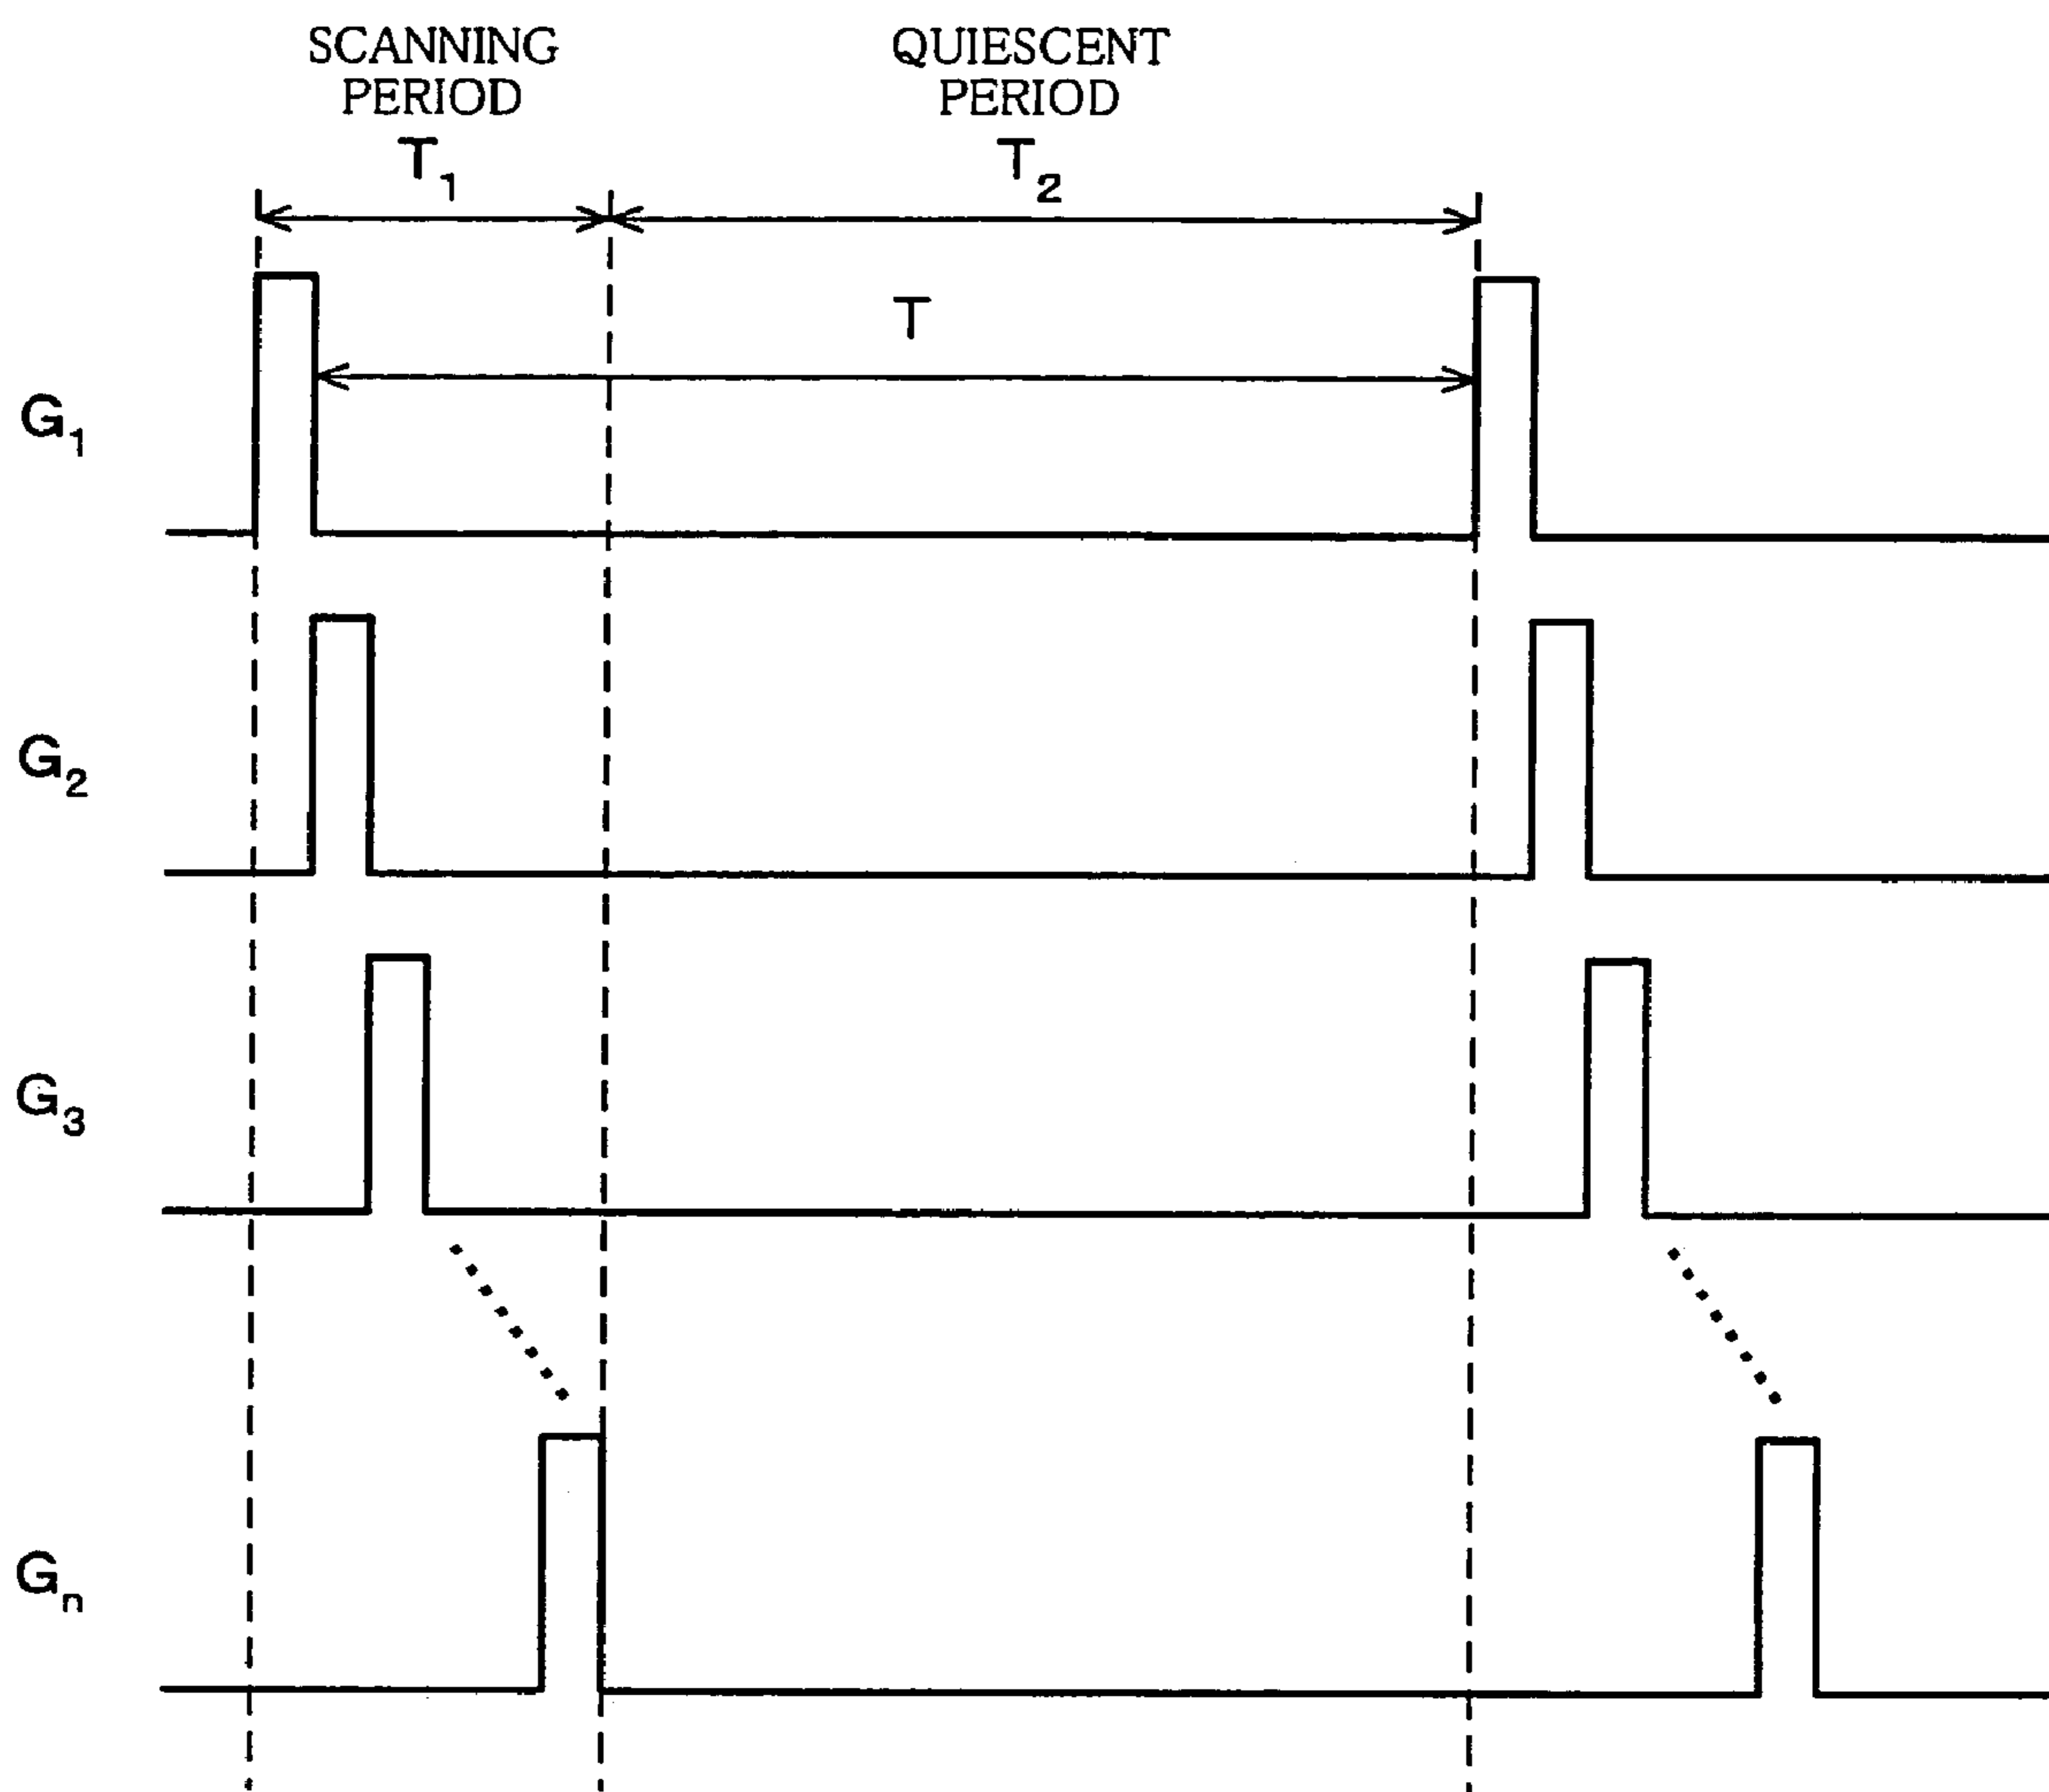 SCANNING
PERIOD
T₁
QUIESCENT
PERIOD
T₂
T
G₁
G₂
G₃
Gₙ